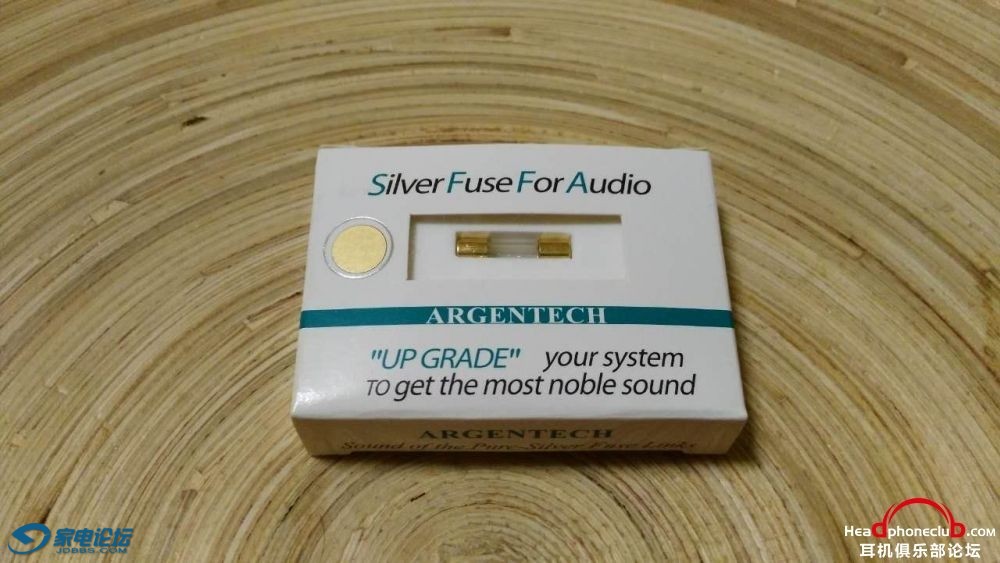 Silver Fuse For Audio
ARGENTECH
"UP GRADE" your system
To get the most noble sound
ARGENTECH
Sound of the Pure-Silver Fuse Links
家电论坛
JDBBS.COM
Headphoneclub.com
耳机俱乐部论坛